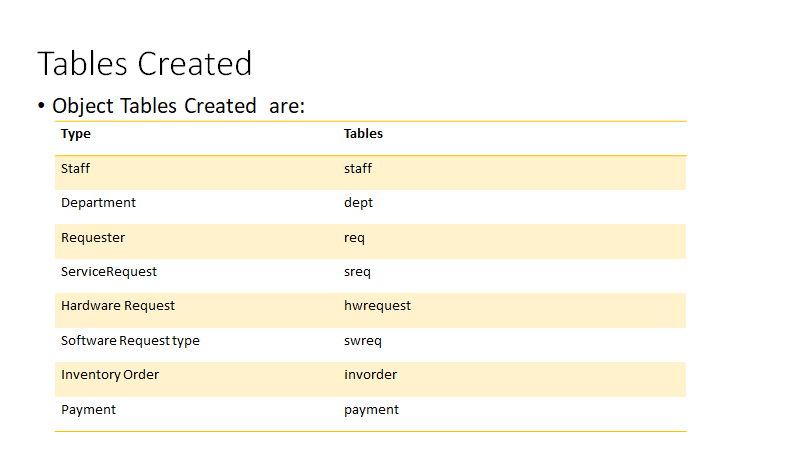 Tables Created
• Object Tables Created are:
Type Tables
Staff staff
Department dept
Requester req
ServiceRequest sreq
Hardware Request hwrequest
Software Request type swreq
Inventory Order invorder
Payment payment